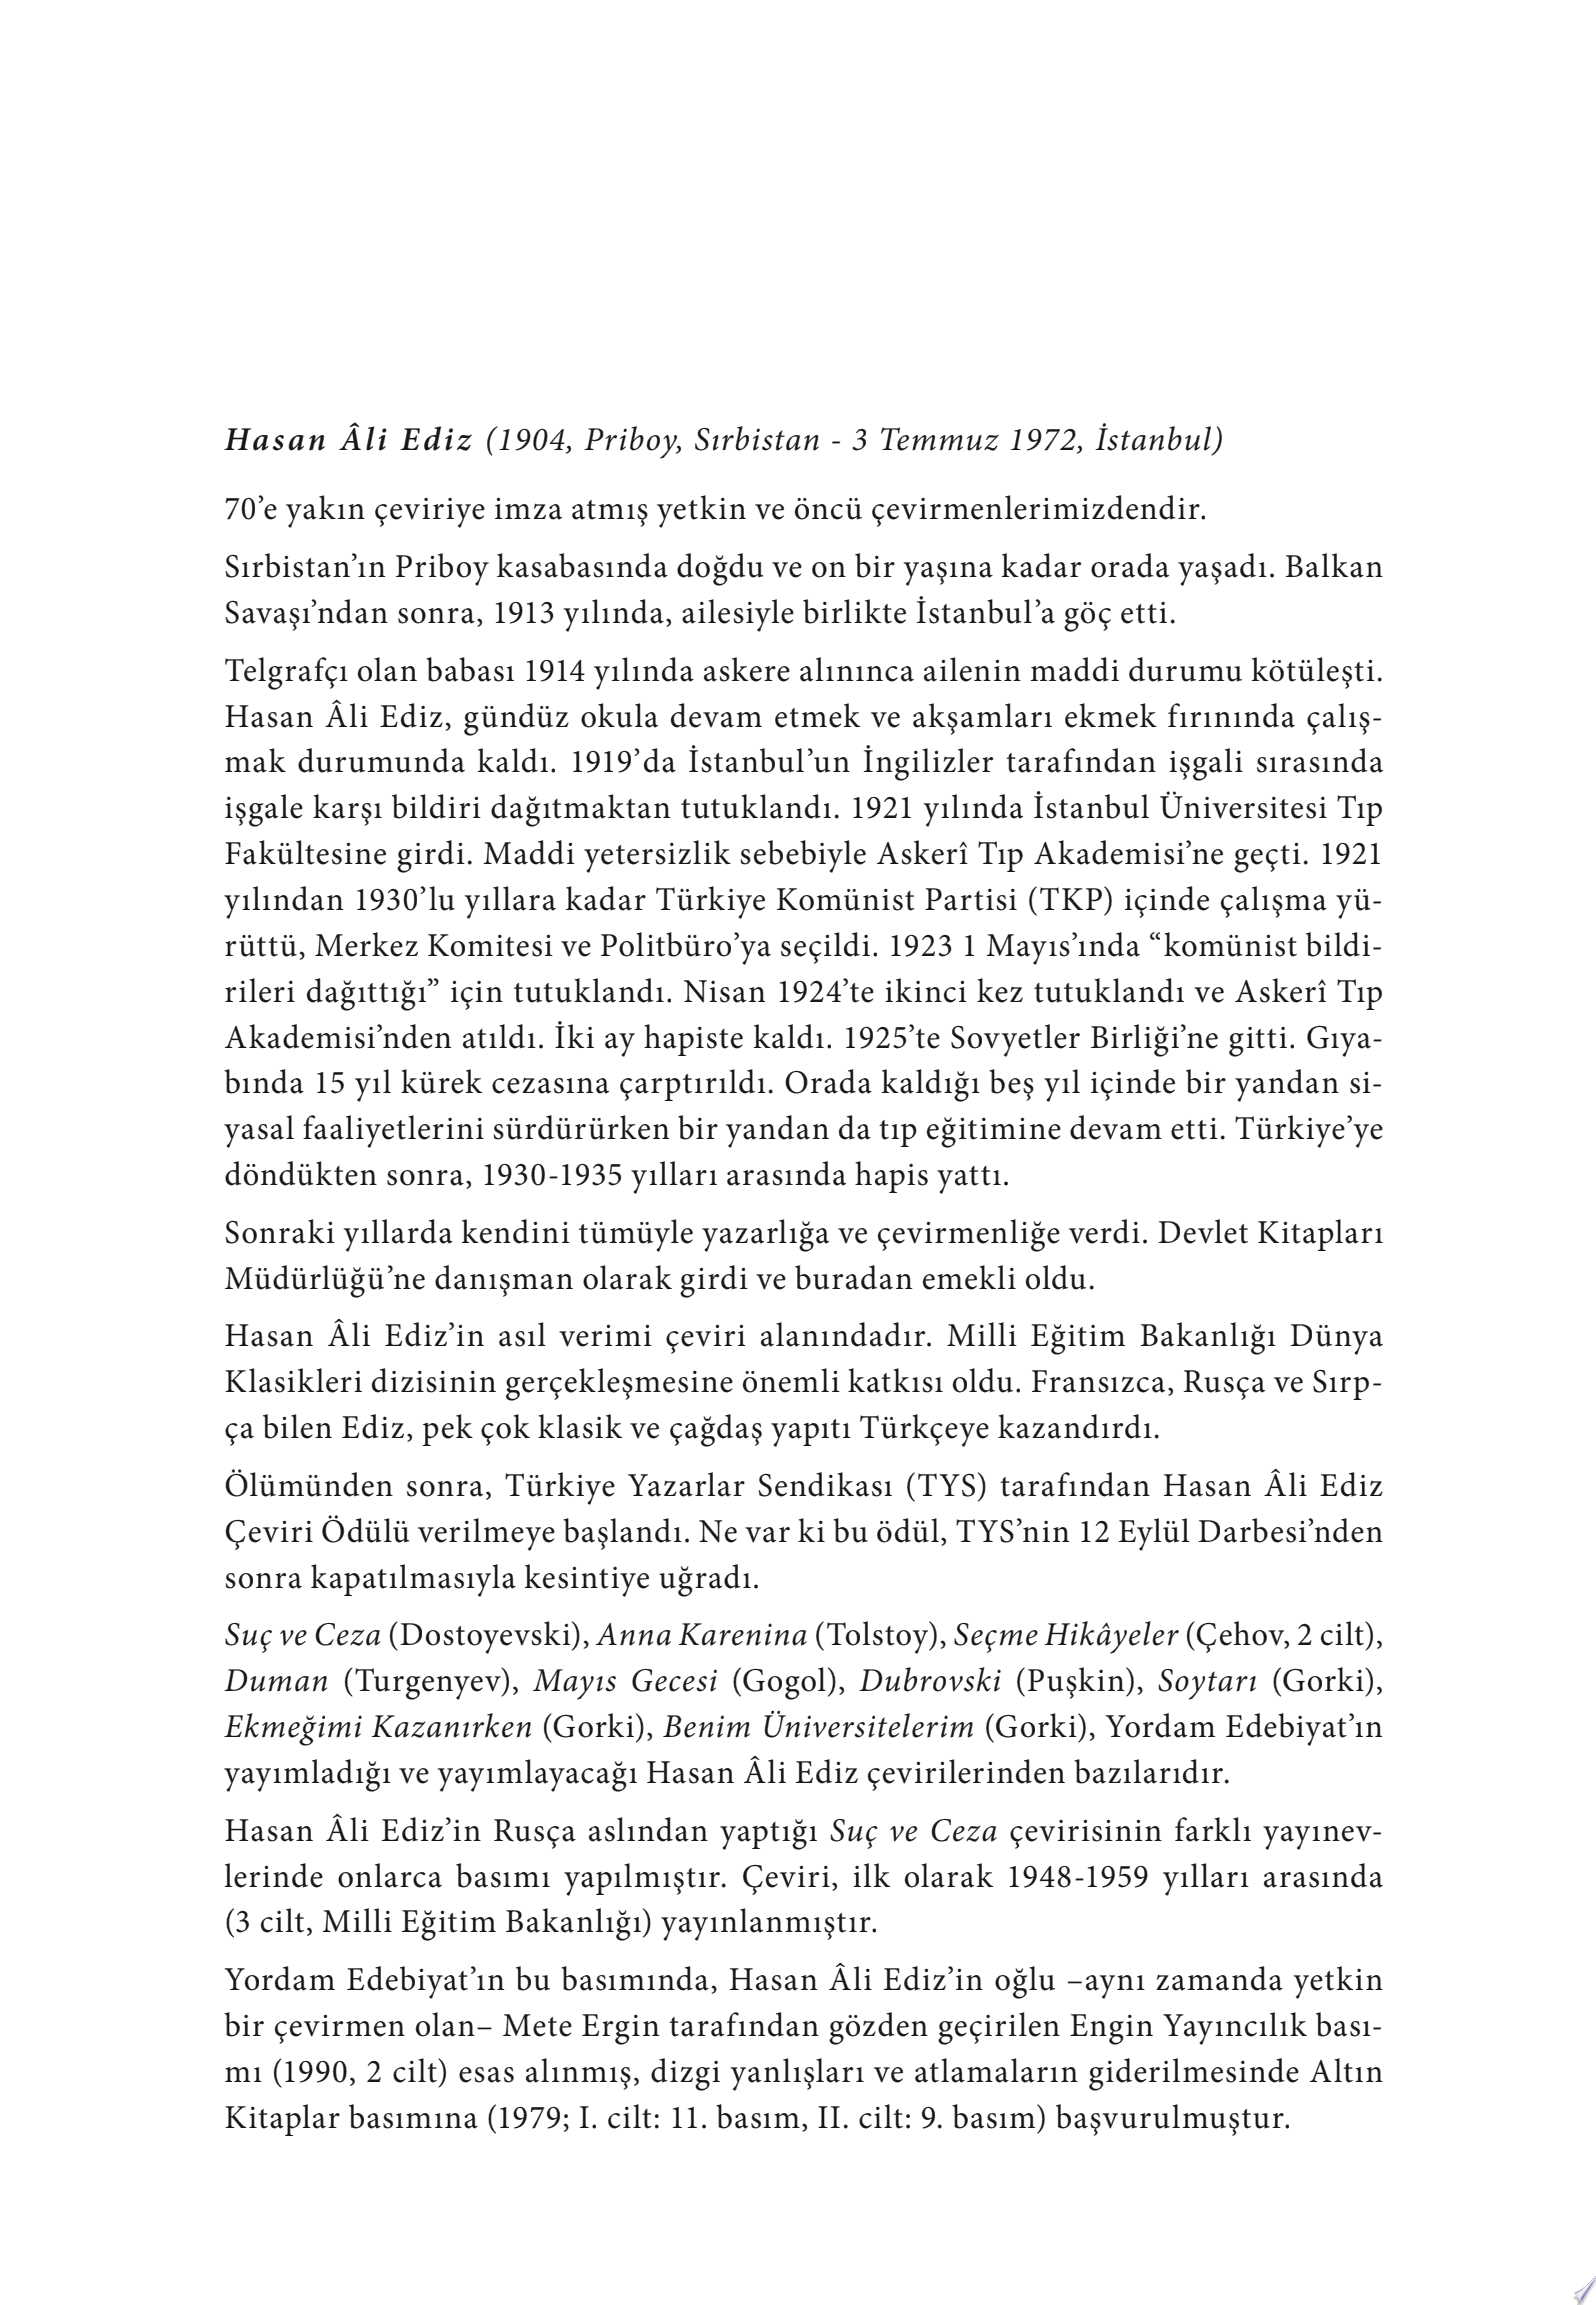 Hasan Âli Ediz (1904, Priboy, Sırbistan - 3 Temmuz 1972, İstanbul)
70’e yakın çeviriye imza atmış yetkin ve öncü çevirmenlerimizdendir.
Sırbistan’ın Priboy kasabasında doğdu ve on bir yaşına kadar orada yaşadı. Balkan
Savaşı’ndan sonra, 1913 yılında, ailesiyle birlikte İstanbul’a göç etti.
Telgrafçı olan babası 1914 yılında askere alınınca ailenin maddi durumu kötüleşti.
Hasan Âli Ediz, gündüz okula devam etmek ve akşamları ekmek fırınında çalış-
mak durumunda kaldı. 1919’da İstanbul’un İngilizler tarafından işgali sırasında
işgale karşı bildiri dağıtmaktan tutuklandı. 1921 yılında İstanbul Üniversitesi Tıp
Fakültesine girdi. Maddi yetersizlik sebebiyle Askerî Tıp Akademisi’ne geçti. 1921
yılından 1930’lu yıllara kadar Türkiye Komünist Partisi (TKP) içinde çalışma yü-
rüttü, Merkez Komitesi ve Politbüro’ya seçildi. 1923 1 Mayıs’ında “komünist bildi-
rileri dağıttığı” için tutuklandı. Nisan 1924’te ikinci kez tutuklandı ve Askerî Tıp
Akademisi’nden atıldı. İki ay hapiste kaldı. 1925’te Sovyetler Birliği’ne gitti. Gıya-
bında 15 yıl kürek cezasına çarptırıldı. Orada kaldığı beş yıl içinde bir yandan si-
yasal faaliyetlerini sürdürürken bir yandan da tıp eğitimine devam etti. Türkiye’ye
döndükten sonra, 1930-1935 yılları arasında hapis yattı.
Sonraki yıllarda kendini tümüyle yazarlığa ve çevirmenliğe verdi. Devlet Kitapları
Müdürlüğü’ne danışman olarak girdi ve buradan emekli oldu.
Hasan Âli Ediz’in asıl verimi çeviri alanındadır. Milli Eğitim Bakanlığı Dünya
Klasikleri dizisinin gerçekleşmesine önemli katkısı oldu. Fransızca, Rusça ve Sırp-
ça bilen Ediz, pek çok klasik ve çağdaş yapıtı Türkçeye kazandırdı.
Ölümünden sonra, Türkiye Yazarlar Sendikası (TYS) tarafından Hasan Âli Ediz
Çeviri Ödülü verilmeye başlandı. Ne var ki bu ödül, TYS’nin 12 Eylül Darbesi’nden
sonra kapatılmasıyla kesintiye uğradı.
Suç ve Ceza (Dostoyevski), Anna Karenina (Tolstoy), Seçme Hikâyeler (Çehov, 2 cilt),
Duman (Turgenyev), Mayıs Gecesi (Gogol), Dubrovski (Puşkin), Soytarı (Gorki),
Ekmeğimi Kazanırken (Gorki), Benim Üniversitelerim (Gorki), Yordam Edebiyat’ın
yayımladığı ve yayımlayacağı Hasan Âli Ediz çevirilerinden bazılarıdır.
Hasan Âli Ediz’in Rusça aslından yaptığı Suç ve Ceza çevirisinin farklı yayınev-
lerinde onlarca basımı yapılmıştır. Çeviri, ilk olarak 1948-1959 yılları arasında
(3 cilt, Milli Eğitim Bakanlığı) yayınlanmıştır.
Yordam Edebiyat’ın bu basımında, Hasan Âli Ediz’in oğlu –aynı zamanda yetkin
bir çevirmen olan– Mete Ergin tarafından gözden geçirilen Engin Yayıncılık bası-
mı (1990, 2 cilt) esas alınmış, dizgi yanlışları ve atlamaların giderilmesinde Altın
Kitaplar basımına (1979; I. cilt: 11. basım, II. cilt: 9. basım) başvurulmuştur.